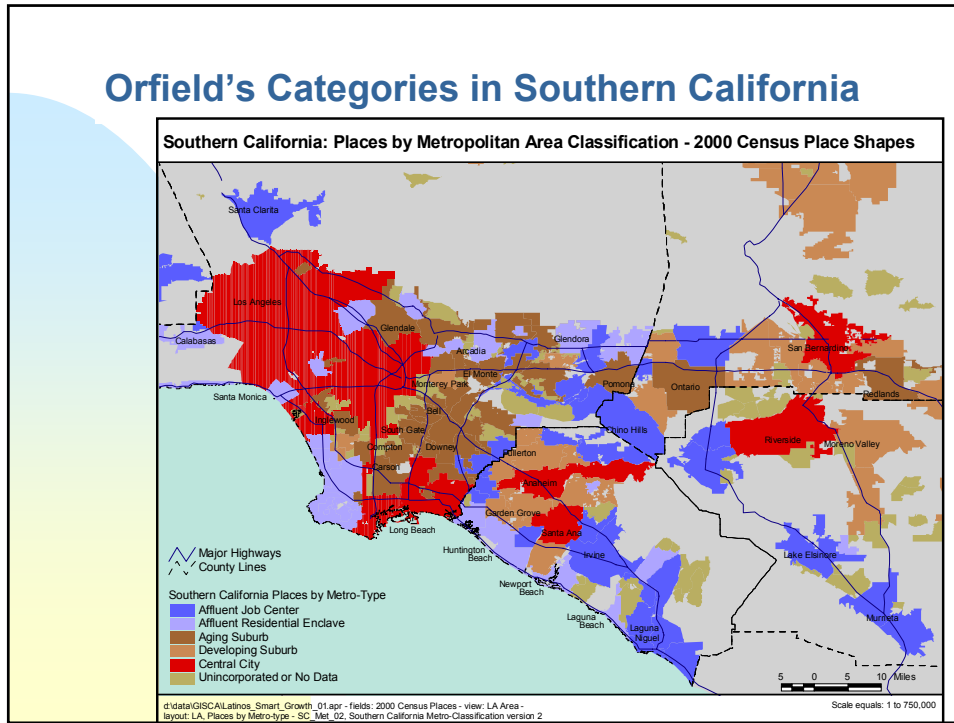 Orfield's Categories in Southern California
Southern California: Places by Metropolitan Area Classification - 2000 Census Place Shapes
Santa Clarita
Los Angeles
Glendale
Calabasas
Arcadia
Glendora
San Bernardino
El Monte
Monterey Park
Pomona
Ontario
Redlands
Santa Monica
Bell
Inglewood
South Gate
Chino Hills
Compton
Downey
Fullerton
Riverside
Moreno Valley
Carson
Anaheim
Garden Grove
Long Beach
Santa Ana
Huntington
Beach
Irvine
Lake Elsinore
Newport
Beach
Laguna
Beach
Laguna
Niguel
Murrieta
Major Highways
County Lines
Southern California Places by Metro-Type
Affluent Job Center
Affluent Residential Enclave
Aging Suburb
Developing Suburb
Central City
Unincorporated or No Data
5 0 5 10 Miles
d:\data\GISCA\Latinos_Smart_Growth_01.apr - fields: 2000 Census Places - view: LA Area -
layout: LA, Places by Metro-type - SC_Met_02, Southern California Metro-Classification version 2
Scale equals: 1 to 750,000